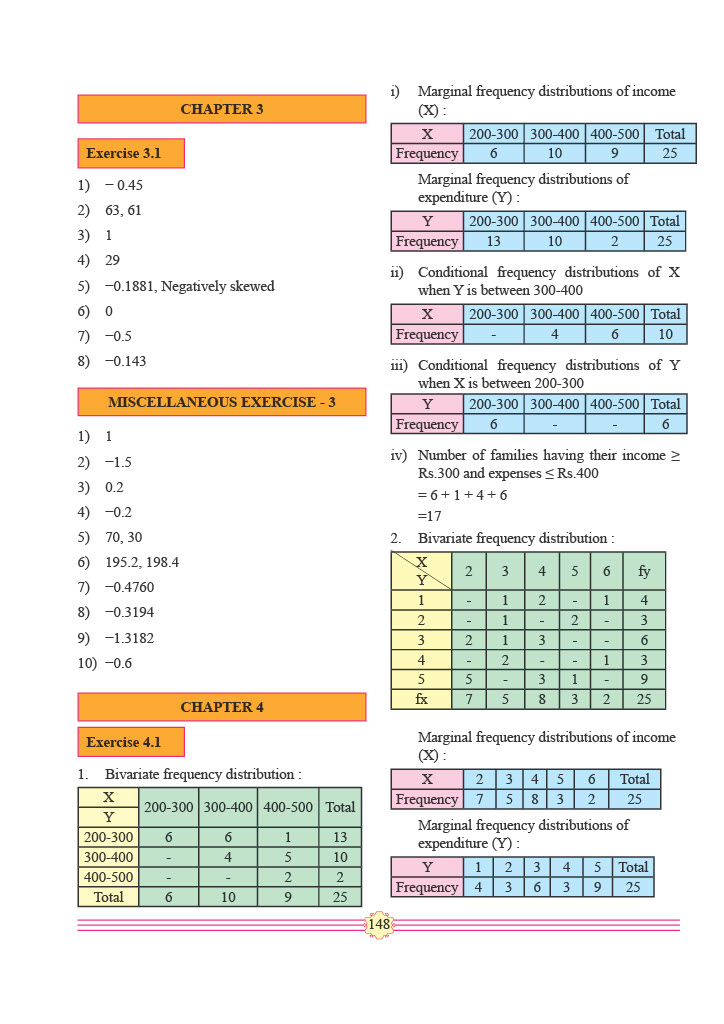 CHAPTER 3
Exercise 3.1
1) − 0.45
2) 63, 61
3) 1
4) 29
5) −0.1881, Negatively skewed
6) 0
7) −0.5
8) −0.143
MISCELLANEOUS EXERCISE - 3
1) 1
2) −1.5
3) 0.2
4) −0.2
5) 70, 30
6) 195.2, 198.4
7) −0.4760
8) −0.3194
9) −1.3182
10) −0.6
CHAPTER 4
Exercise 4.1
1. Bivariate frequency distribution :
X
Y
200-300 300-400 400-500 Total
200-300 6 6 1 13
300-400 - 4 5 10
400-500 - - 2 2
Total 6 10 9 25
i) Marginal frequency distributions of income
(X) :
X 200-300 300-400 400-500 Total
Frequency 6 10 9 25
Marginal frequency distributions of
expenditure (Y) :
Y 200-300 300-400 400-500 Total
Frequency 13 10 2 25
ii) Conditional frequency distributions of X
when Y is between 300-400
X 200-300 300-400 400-500 Total
Frequency - 4 6 10
iii) Conditional frequency distributions of Y
when X is between 200-300
Y 200-300 300-400 400-500 Total
Frequency 6 - - 6
iv) Number of families having their income ≥
Rs.300 and expenses ≤ Rs.400
= 6 + 1 + 4 + 6
=17
2. Bivariate frequency distribution :
X
Y
2 3 4 5 6 fy
1 - 1 2 - 1 4
2 - 1 - 2 - 3
3 2 1 3 - - 6
4 - 2 - - 1 3
5 5 - 3 1 - 9
fx 7 5 8 3 2 25
Marginal frequency distributions of income
(X) :
X 2 3 4 5 6 Total
Frequency 7 5 8 3 2 25
Marginal frequency distributions of
expenditure (Y) :
Y 1 2 3 4 5 Total
Frequency 4 3 6 3 9 25
148